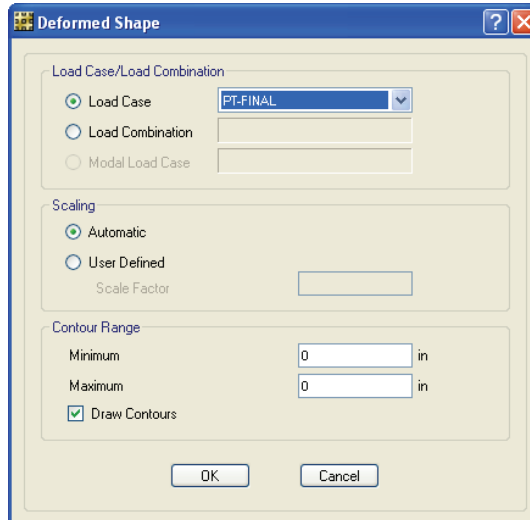 Deformed Shape
Load Case/Load Combination
Load Case PT-FINAL
Load Combination
Modal Load Case
Scaling
Automatic
User Defined
Scale Factor
Contour Range
Minimum 0 in
Maximum 0 in
Draw Contours
OK Cancel